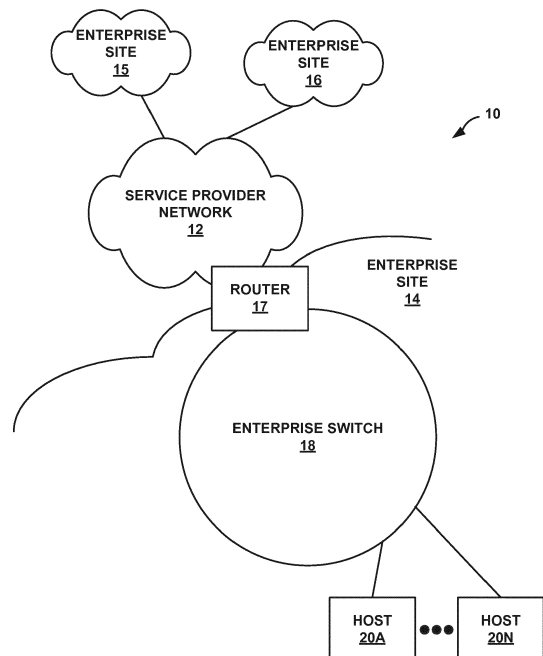 ENTERPRISE
SITE
15
ENTERPRISE
SITE
16
10
SERVICE PROVIDER
NETWORK
12
ENTERPRISE
SITE
14
ROUTER
17
ENTERPRISE SWITCH
18
HOST
20A
HOST
20N